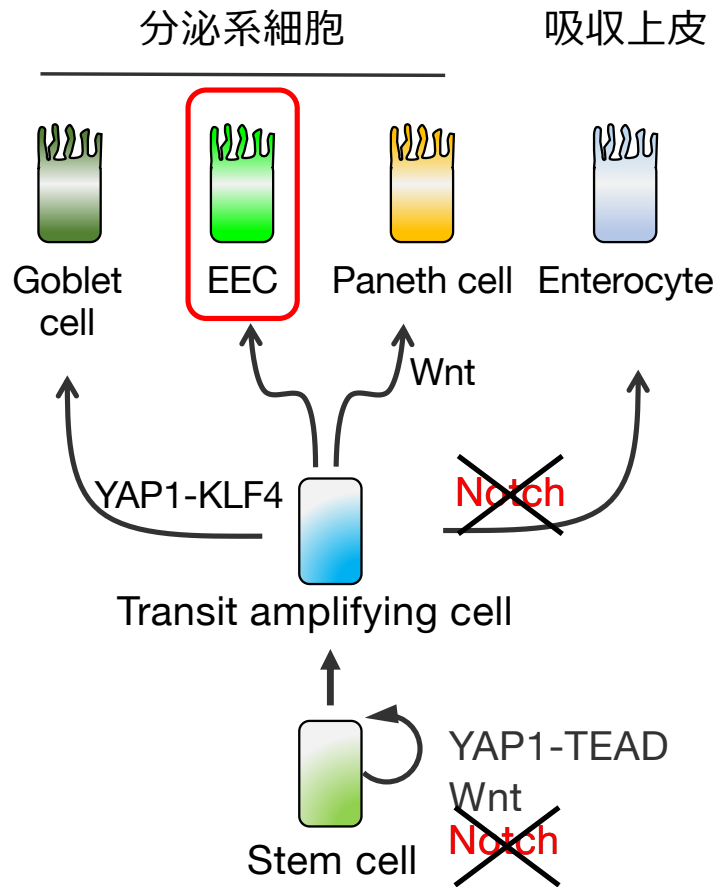 分泌系細胞
吸収上皮
Goblet
cell
EEC
Paneth cell
Enterocyte
Wnt
YAP1-KLF4
Notch
Transit amplifying cell
YAP1-TEAD
Wnt
Notch
Stem cell